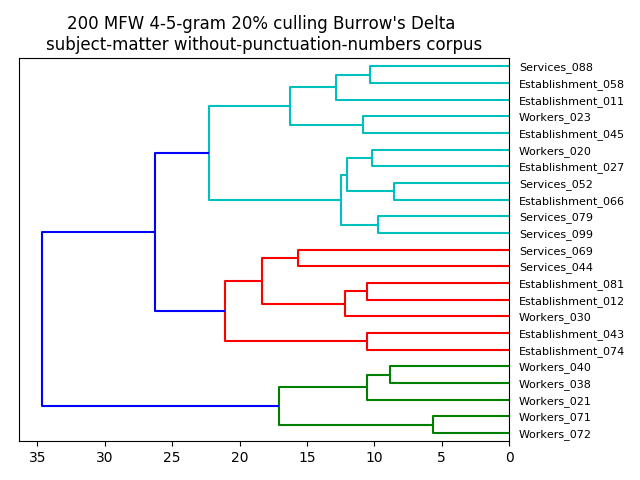 200 MFW 4-5-gram 20% culling Burrow's Delta
subject-matter without-punctuation-numbers corpus
Services_088
Establishment_058
Establishment_011
Workers_023
Establishment_045
Workers_020
Establishment_027
Services_052
Establishment_066
Services_079
Services_099
Services_069
Services_044
Establishment_081
Establishment_012
Workers_030
Establishment_043
Establishment_074
Workers_040
Workers_038
Workers_021
Workers_071
Workers_072
35 30 25 20 15 10 5 0